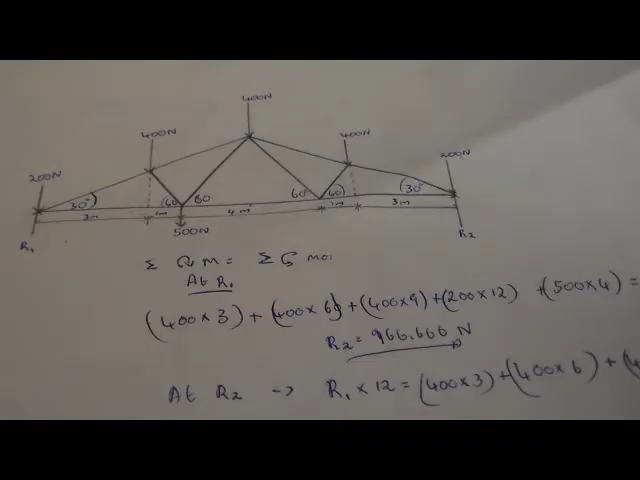 400N
400N
400N
200N
200N
30°
60
60
60°
60
30°
3m
1m
4m
1m
3m
500N
R₁
R₂
Σ ↻ M = Σ ↺ mo.
At R₁
(400×3) + (400×6) + (400×9) + (200×12) + (500×4) =
R₂ = 966.666 N
At R₂ → R₁ × 12 = (400×3) + (400×6) +